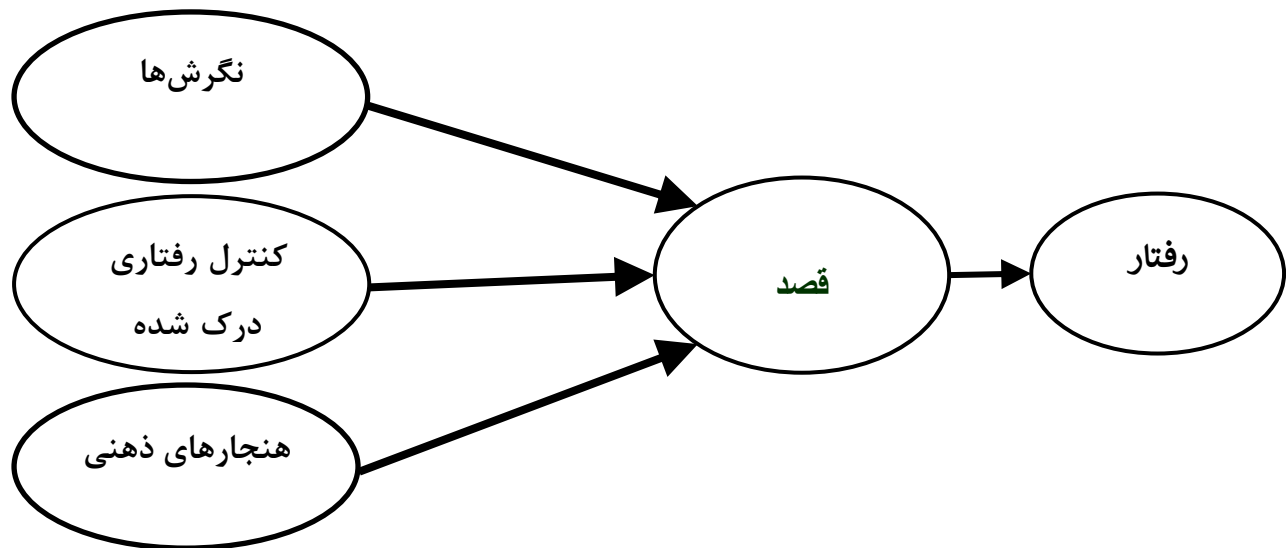 نگرش‌ها
کنترل رفتاری
درک شده
هنجارهای ذهنی
قصد
رفتار